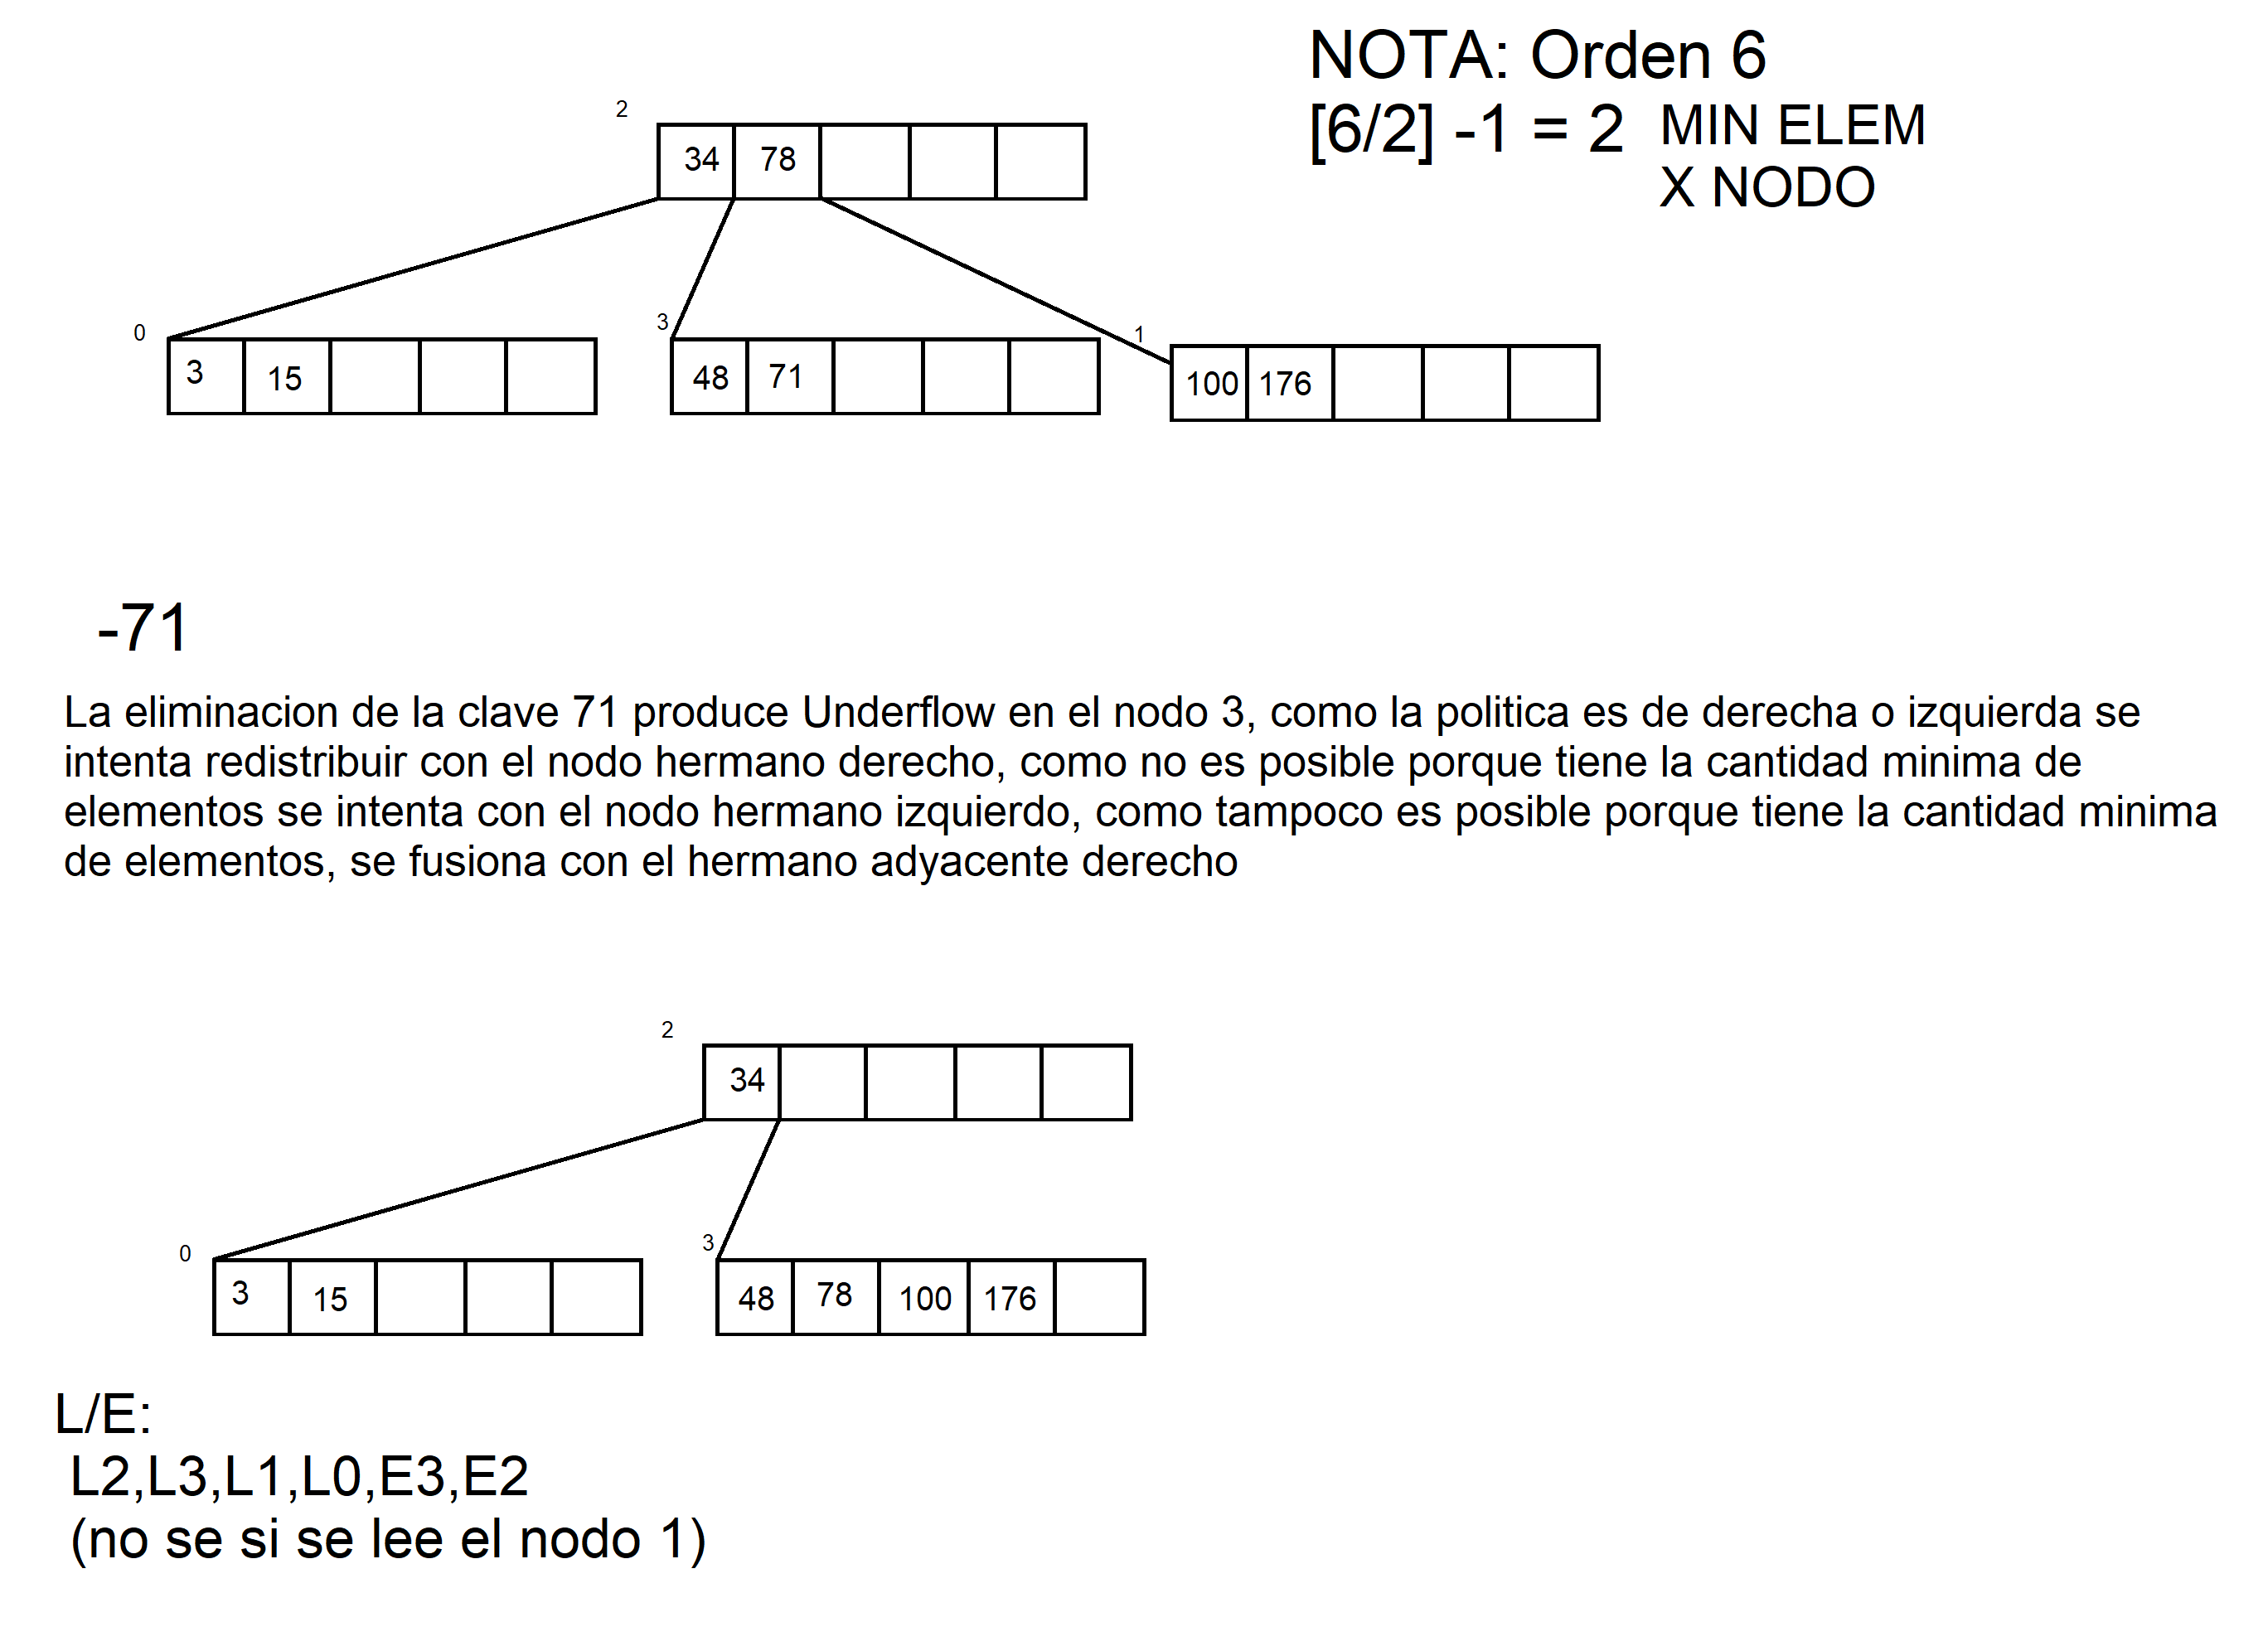 NOTA: Orden 6
[6/2] -1 = 2 MIN ELEM
X NODO
2
34 78
0
3 15
3
48 71
1
100 176
-71
La eliminacion de la clave 71 produce Underflow en el nodo 3, como la politica es de derecha o izquierda se
intenta redistribuir con el nodo hermano derecho, como no es posible porque tiene la cantidad minima de
elementos se intenta con el nodo hermano izquierdo, como tampoco es posible porque tiene la cantidad minima
de elementos, se fusiona con el hermano adyacente derecho
2
34
0
3 15
3
48 78 100 176
L/E:
L2,L3,L1,L0,E3,E2
(no se si se lee el nodo 1)